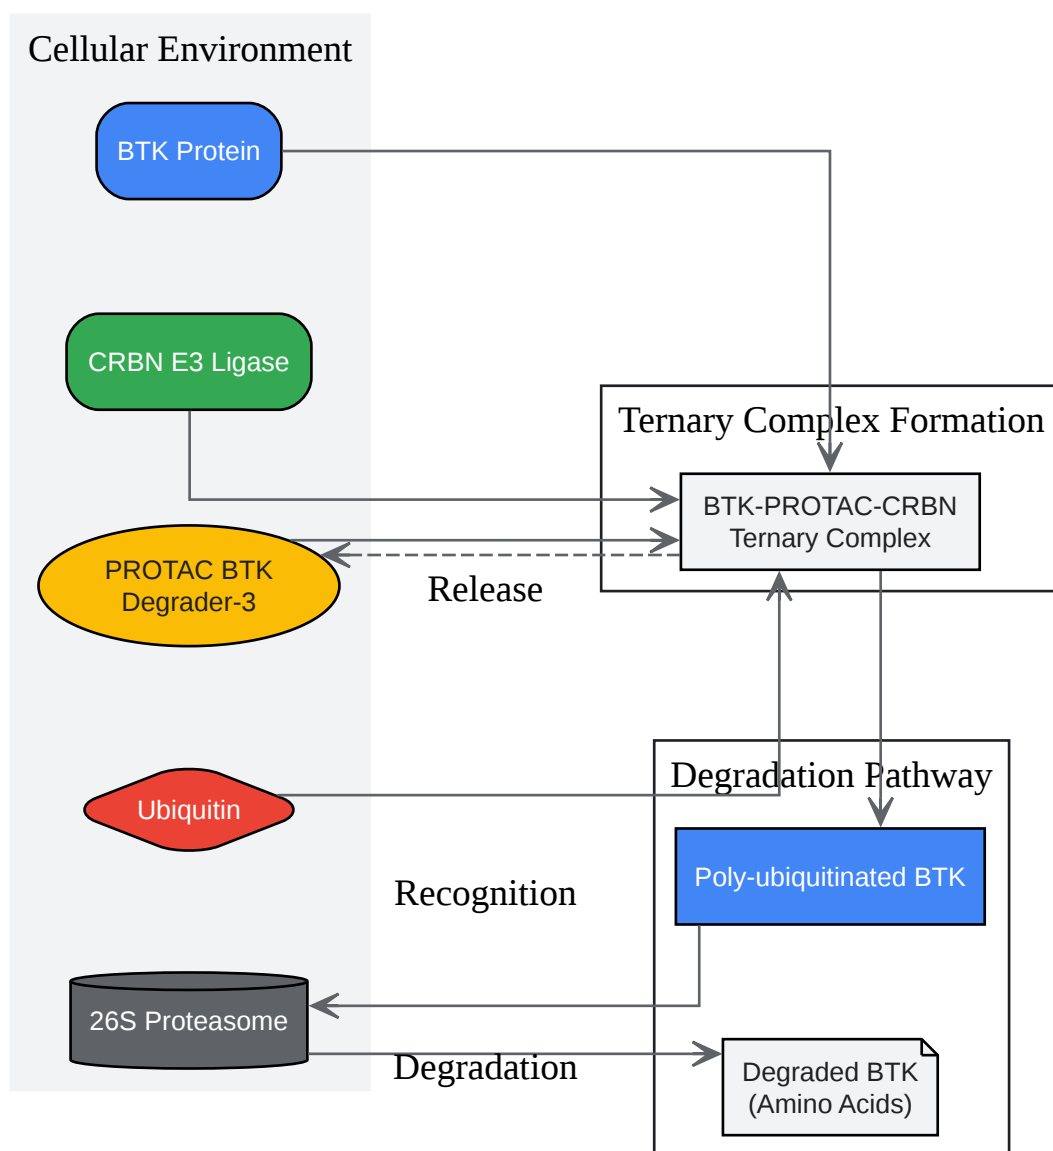 Cellular Environment
BTK Protein
CRBN E3 Ligase
Ternary Complex Formation
BTK-PROTAC-CRBN
Ternary Complex
PROTAC BTK
Degrader-3
Release
Degradation Pathway
Ubiquitin
Poly-ubiquitinated BTK
Recognition
26S Proteasome
Degradation
Degraded BTK
(Amino Acids)